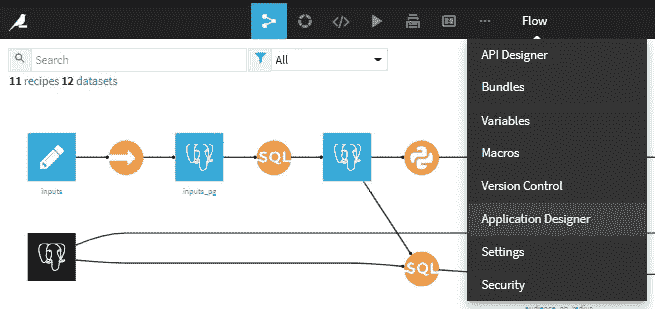 Flow
Search
All
11 recipes 12 datasets
API Designer
Bundles
Variables
Macros
Version Control
Application Designer
Settings
Security
SQL
inputs
inputs_pg
SQL